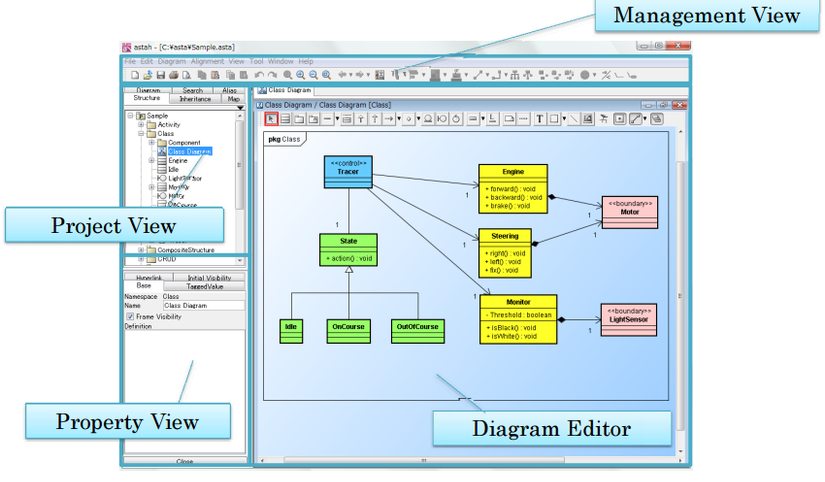 Management View
astah - [C:¥asta¥Sample.asta]
File Edit Diagram Alignment View Tool Window Help
Diagram Search Alias
Structure Inheritance Map
Sample
Activity
Class
Component
Class Diagram
Engine
Idle
LightSensor
Motor
OnCourse
CompositeStructure
CRUD
Project View
Hyperlink Initial Visibility
Base TaggedValue
Namespace Class
Name Class Diagram
Frame Visibility
Definition
Property View
Close
Class Diagram
Class Diagram / Class Diagram [Class]
T
pkg Class
<<control>>
Tracer
Engine
+ forward() : void
+ backward() : void
+ brake() : void
1
<<boundary>>
Motor
1
1
State
+ action() : void
1
Steering
+ right() : void
+ left() : void
+ fix() : void
1
Monitor
- Threshold : boolean
+ isBlack() : void
+ isWhite() : void
1
<<boundary>>
LightSensor
1
Idle
OnCourse
OutOfCourse
Diagram Editor